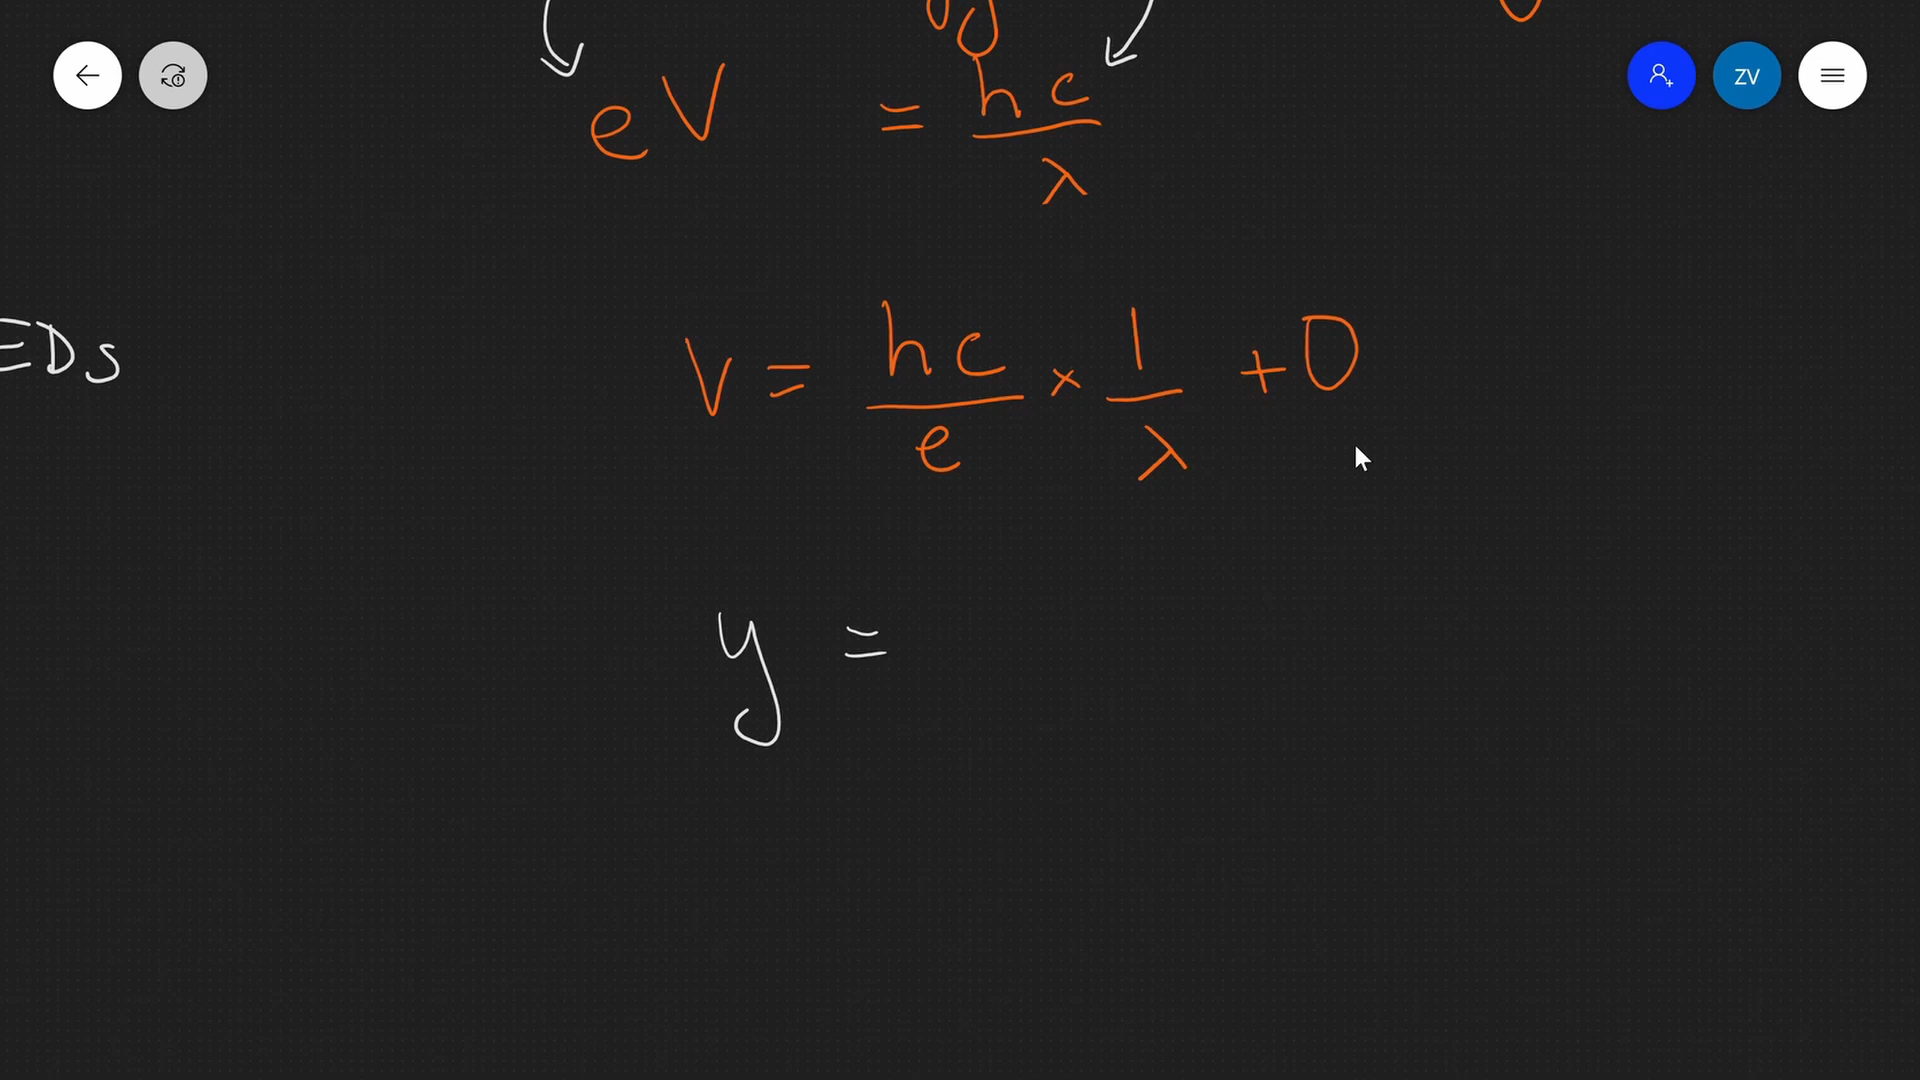 ZV
eV = hc/λ
EDs
V = hc/e × 1/λ + 0
y =